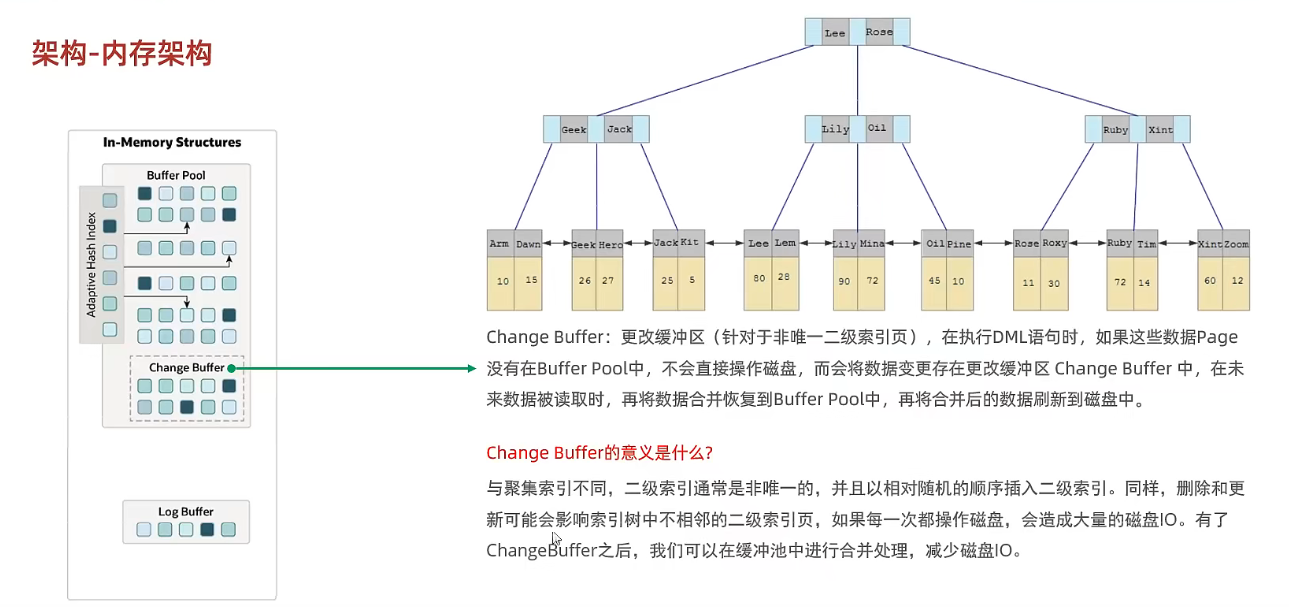 架构-内存架构
In-Memory Structures
Buffer Pool
Adaptive Hash Index
Change Buffer
Log Buffer
Lee Rose
Geek Jack
Lily Oil
Ruby Xint
Arm Dawn Geek Hero Jack Kit Lee Lem Lily Mina Oil Pine Rose Roxy Ruby Tim Xint Zoom
10 15 26 27 25 5 80 28 90 72 45 10 11 30 72 14 60 12
Change Buffer：更改缓冲区（针对于非唯一二级索引页），在执行DML语句时，如果这些数据Page
没有在Buffer Pool中，不会直接操作磁盘，而会将数据变更存在更改缓冲区 Change Buffer 中，在未
来数据被读取时，再将数据合并恢复到Buffer Pool中，再将合并后的数据刷新到磁盘中。
Change Buffer的意义是什么?
与聚集索引不同，二级索引通常是非唯一的，并且以相对随机的顺序插入二级索引。同样，删除和更
新可能会影响索引树中不相邻的二级索引页，如果每一次都操作磁盘，会造成大量的磁盘IO。有了
ChangeBuffer之后，我们可以在缓冲池中进行合并处理，减少磁盘IO。